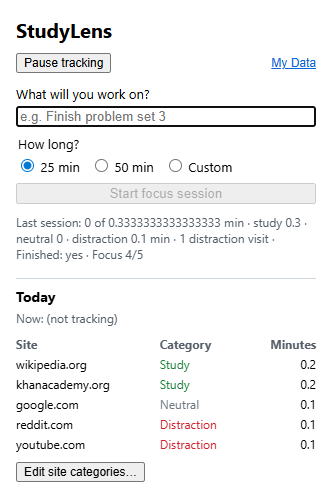 StudyLens
Pause tracking My Data
What will you work on?
e.g. Finish problem set 3
How long?
25 min 50 min Custom
Start focus session
Last session: 0 of 0.3333333333333333 min · study 0.3 ·
neutral 0 · distraction 0.1 min · 1 distraction visit ·
Finished: yes · Focus 4/5
Today
Now: (not tracking)
Site Category Minutes
wikipedia.org Study 0.2
khanacademy.org Study 0.2
google.com Neutral 0.1
reddit.com Distraction 0.1
youtube.com Distraction 0.1
Edit site categories...